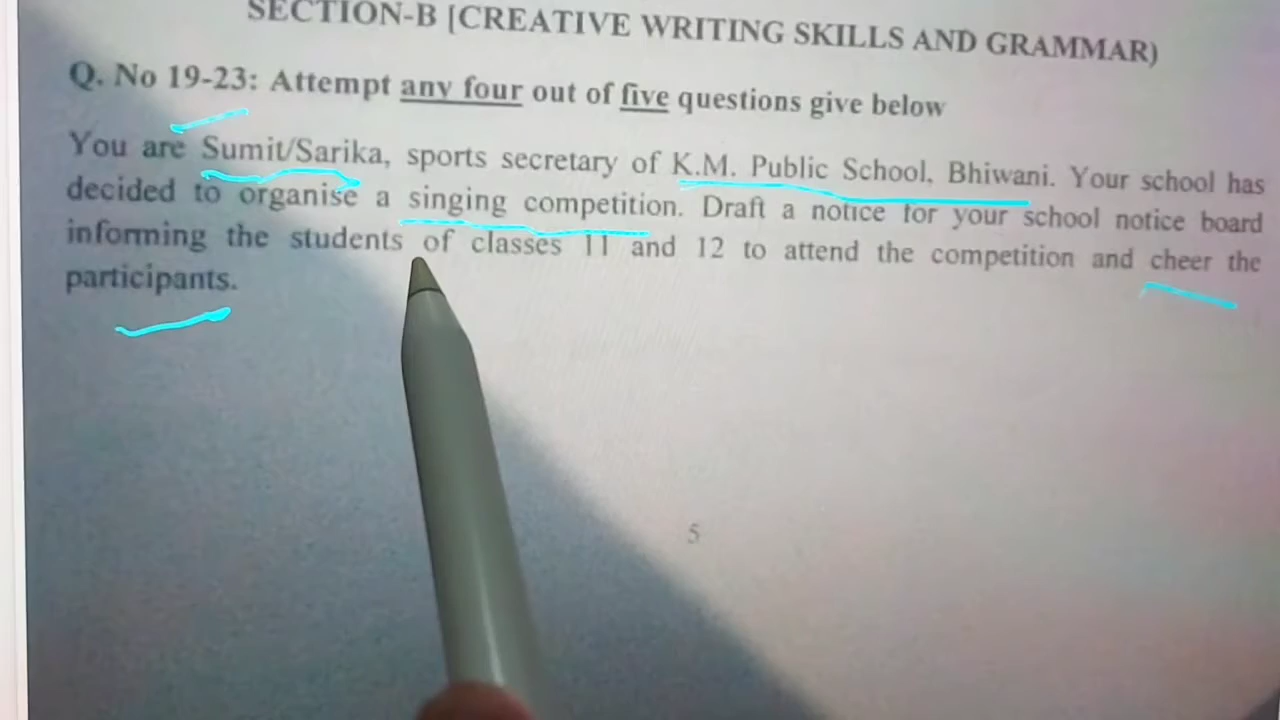 SECTION-B [CREATIVE WRITING SKILLS AND GRAMMAR)
Q. No 19-23: Attempt any four out of five questions give below
You are Sumit/Sarika, sports secretary of K.M. Public School, Bhiwani. Your school has
decided to organise a singing competition. Draft a notice for your school notice board
informing the students of classes 11 and 12 to attend the competition and cheer the
participants.
5